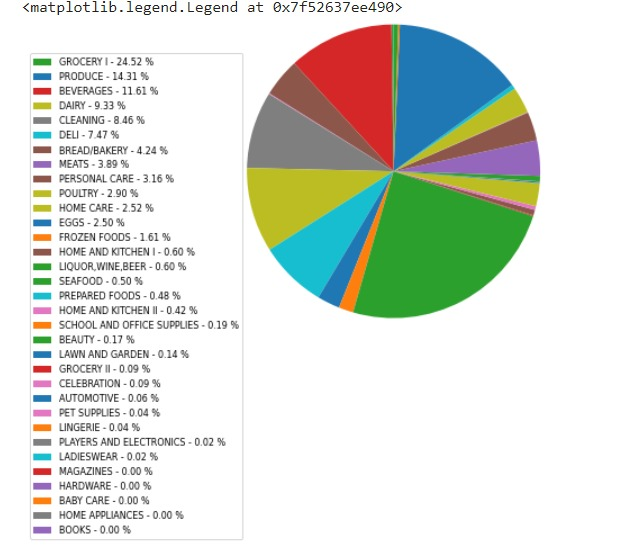 <matplotlib.legend.Legend at 0x7f52637ee490>
GROCERY I - 24.52 %
PRODUCE - 14.31 %
BEVERAGES - 11.61 %
DAIRY - 9.33 %
CLEANING - 8.46 %
DELI - 7.47 %
BREAD/BAKERY - 4.24 %
MEATS - 3.89 %
PERSONAL CARE - 3.16 %
POULTRY - 2.90 %
HOME CARE - 2.52 %
EGGS - 2.50 %
FROZEN FOODS - 1.61 %
HOME AND KITCHEN I - 0.60 %
LIQUOR,WINE,BEER - 0.60 %
SEAFOOD - 0.50 %
PREPARED FOODS - 0.48 %
HOME AND KITCHEN II - 0.42 %
SCHOOL AND OFFICE SUPPLIES - 0.19 %
BEAUTY - 0.17 %
LAWN AND GARDEN - 0.14 %
GROCERY II - 0.09 %
CELEBRATION - 0.09 %
AUTOMOTIVE - 0.06 %
PET SUPPLIES - 0.04 %
LINGERIE - 0.04 %
PLAYERS AND ELECTRONICS - 0.02 %
LADIESWEAR - 0.02 %
MAGAZINES - 0.00 %
HARDWARE - 0.00 %
BABY CARE - 0.00 %
HOME APPLIANCES - 0.00 %
BOOKS - 0.00 %